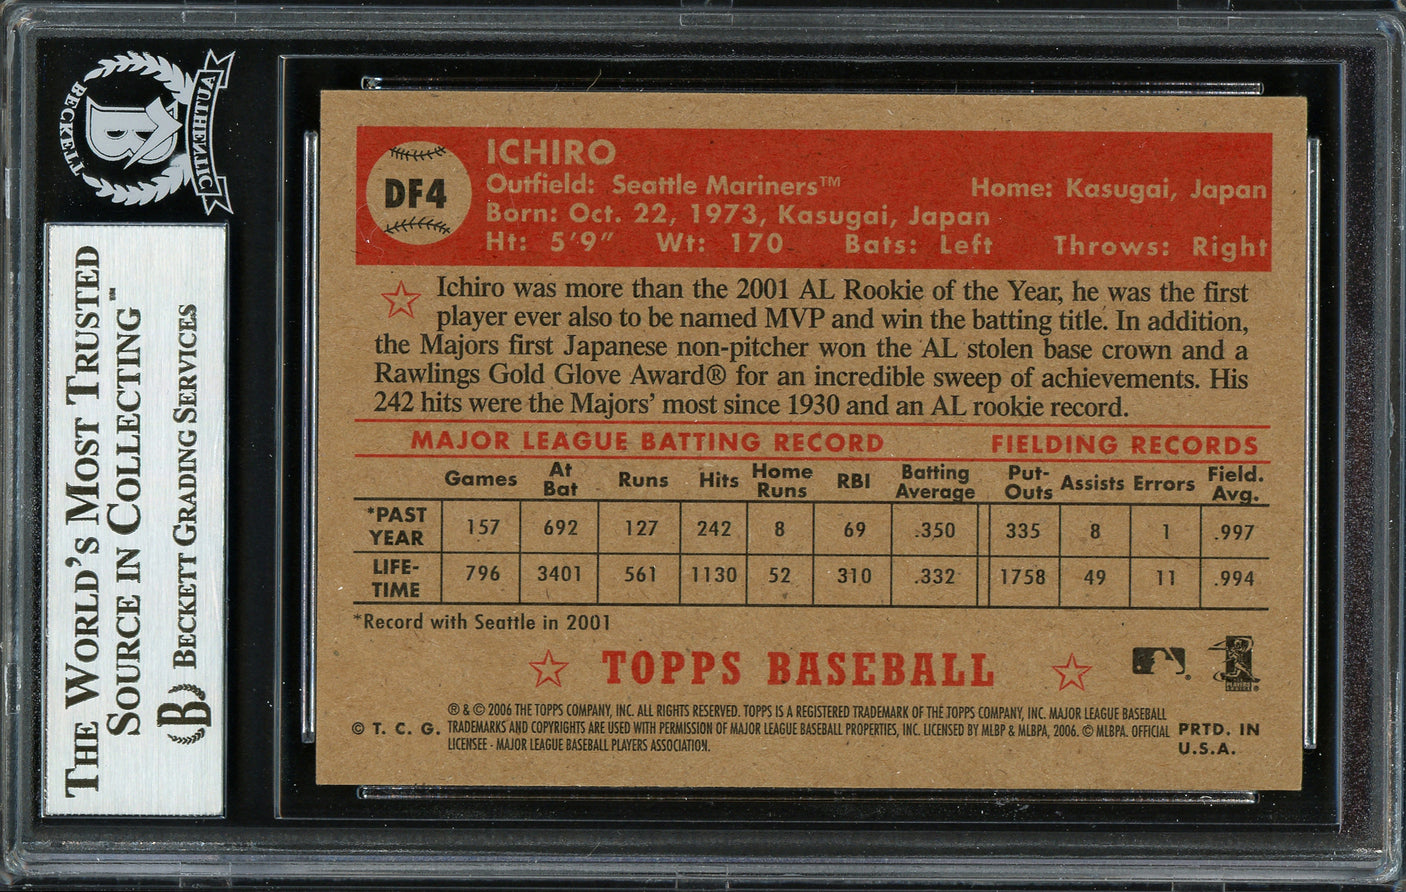 BECKETT
AUTHENTIC
B
THE WORLD'S MOST TRUSTED
SOURCE IN COLLECTING™
BECKETT GRADING SERVICES
B
DF4
ICHIRO
Outfield: Seattle Mariners™ Home: Kasugai, Japan
Born: Oct. 22, 1973, Kasugai, Japan
Ht: 5'9" Wt: 170 Bats: Left Throws: Right
Ichiro was more than the 2001 AL Rookie of the Year, he was the first
player ever also to be named MVP and win the batting title. In addition,
the Majors first Japanese non-pitcher won the AL stolen base crown and a
Rawlings Gold Glove Award® for an incredible sweep of achievements. His
242 hits were the Majors' most since 1930 and an AL rookie record.
MAJOR LEAGUE BATTING RECORD FIELDING RECORDS
Games At Bat Runs Hits Home Runs RBI Batting Average Put-Outs Assists Errors Field. Avg.
*PAST YEAR 157 692 127 242 8 69 .350 335 8 1 .997
LIFE-TIME 796 3401 561 1130 52 310 .332 1758 49 11 .994
*Record with Seattle in 2001
TOPPS BASEBALL
® & © 2006 THE TOPPS COMPANY, INC. ALL RIGHTS RESERVED. TOPPS IS A REGISTERED TRADEMARK OF THE TOPPS COMPANY, INC. MAJOR LEAGUE BASEBALL
© T. C. G. TRADEMARKS AND COPYRIGHTS ARE USED WITH PERMISSION OF MAJOR LEAGUE BASEBALL PROPERTIES, INC. LICENSED BY MLBP & MLBPA, 2006. © MLBPA. OFFICIAL PRTD. IN
LICENSEE - MAJOR LEAGUE BASEBALL PLAYERS ASSOCIATION. U.S.A.